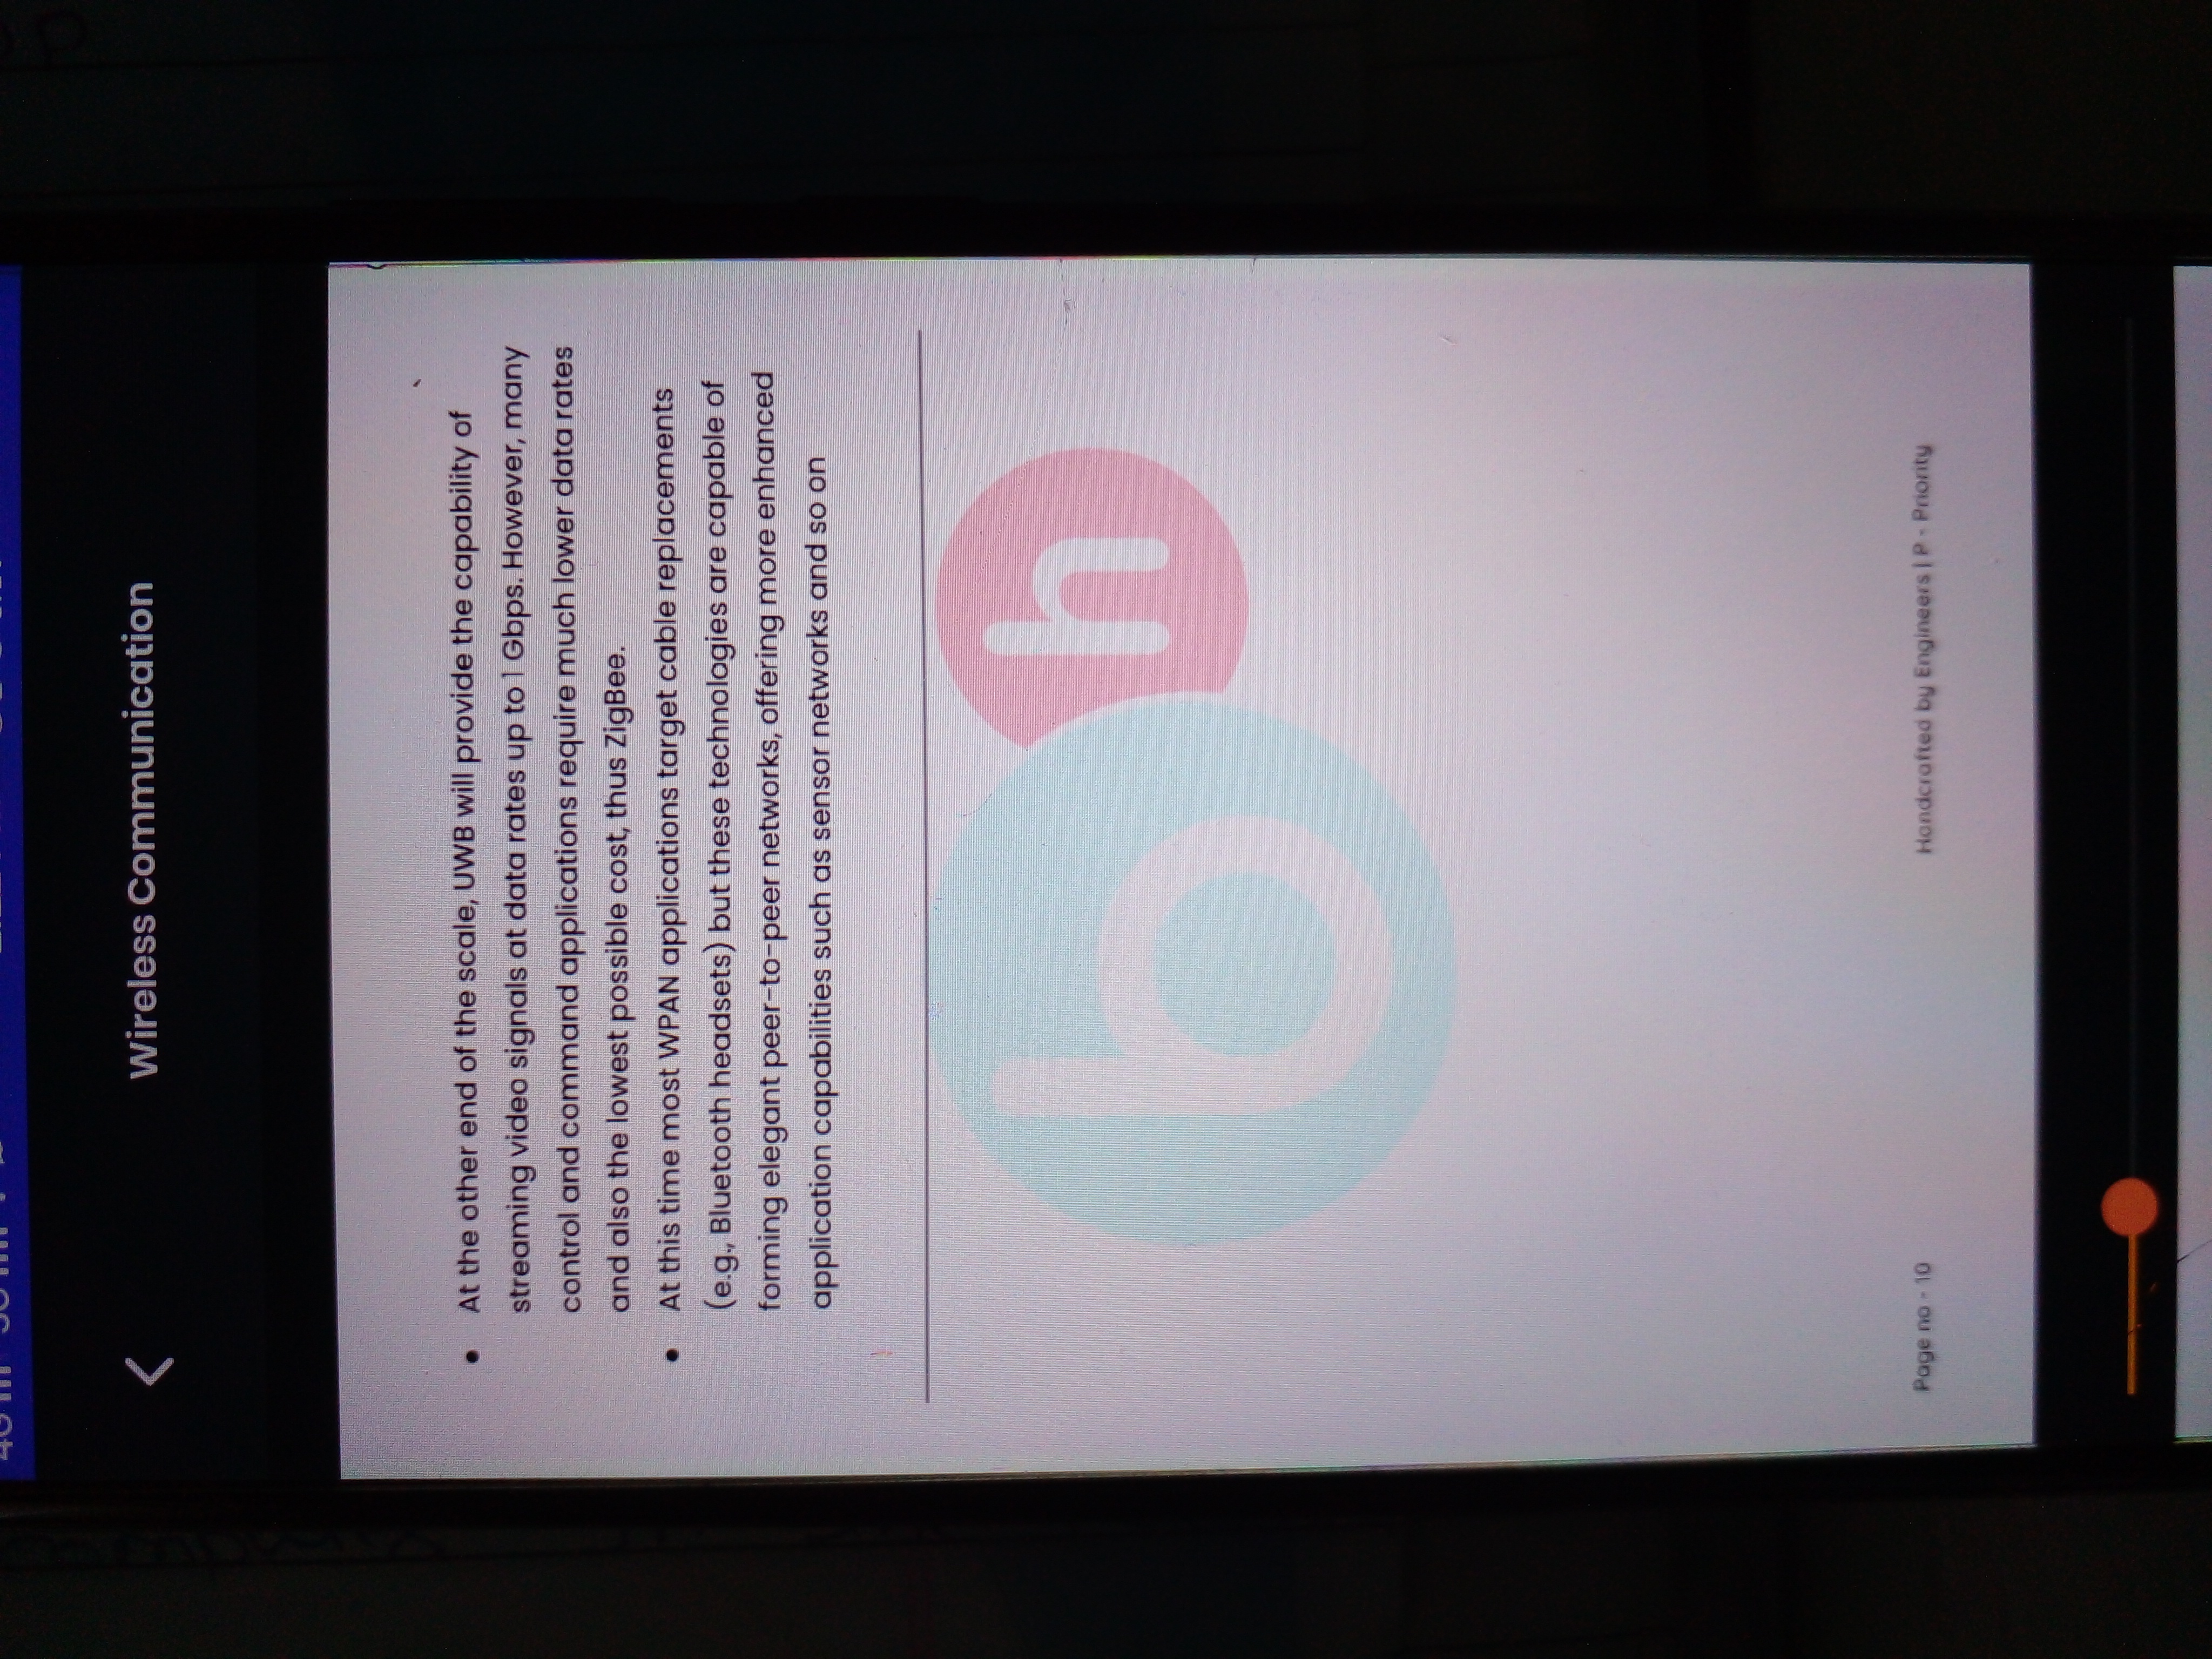 Wireless Communication
• At the other end of the scale, UWB will provide the capability of
streaming video signals at data rates up to 1 Gbps. However, many
control and command applications require much lower data rates
and also the lowest possible cost, thus ZigBee.
• At this time most WPAN applications target cable replacements
(e.g., Bluetooth headsets) but these technologies are capable of
forming elegant peer-to-peer networks, offering more enhanced
application capabilities such as sensor networks and so on
b h
Page no - 10 Handcrafted by Engineers | P - Priority